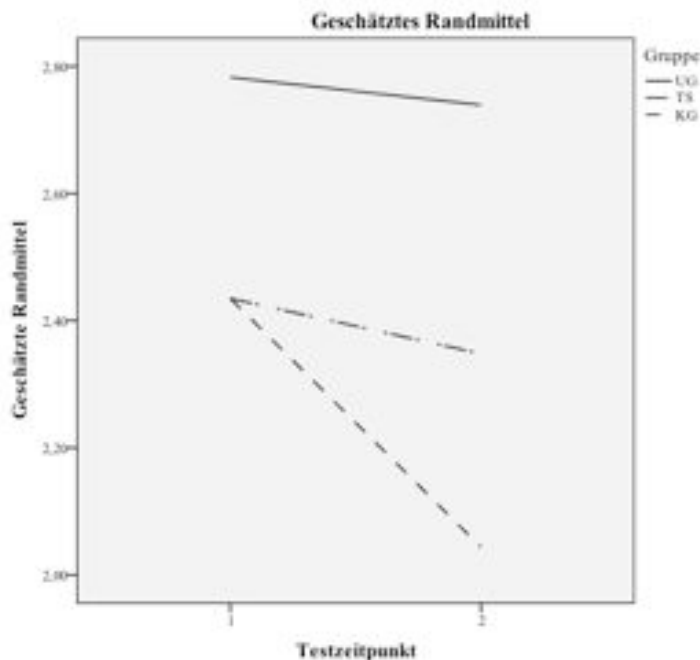 Geschätztes Randmittel
Gruppe
UG
TS
KG
2,80
2,60
2,40
2,20
2,00
Geschätzte Randmittel
1
2
Testzeitpunkt